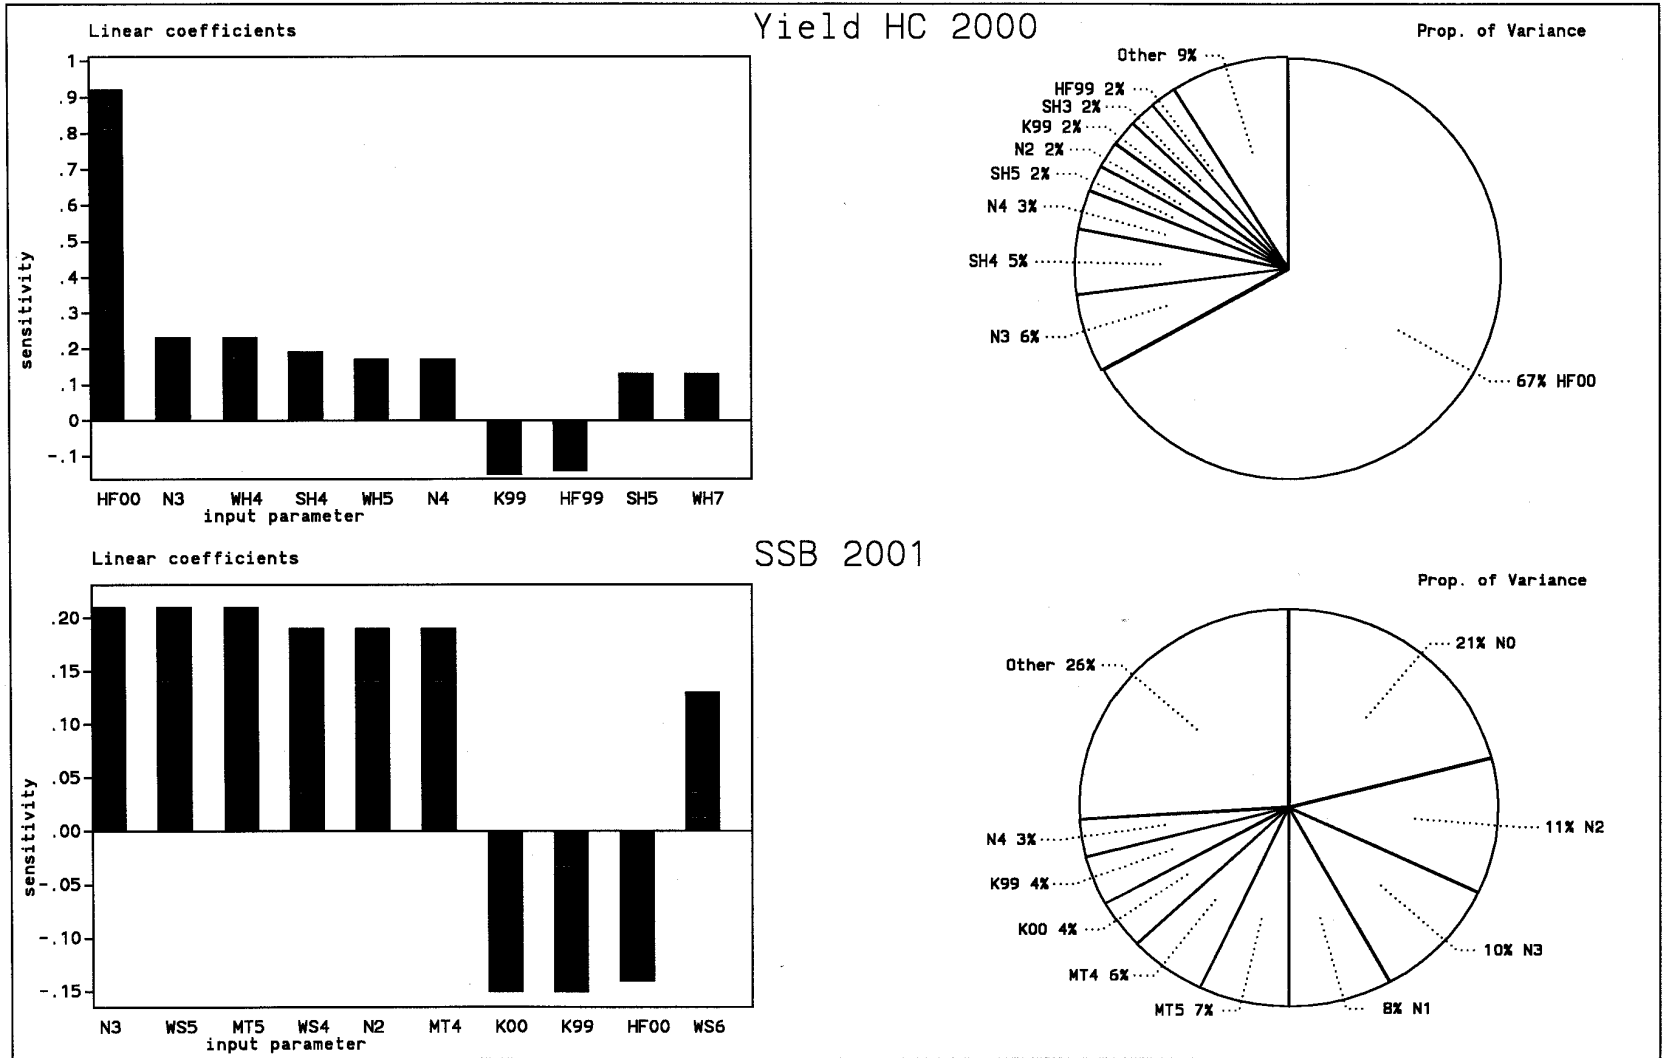 Yield HC 2000
Linear coefficients
1
.9
.8
.7
.6
.5
.4
.3
.2
.1
0
-.1
sensitivity
HF00 N3 WH4 SH4 WH5 N4 K99 HF99 SH5 WH7
input parameter
Prop. of Variance
Other 9%
HF99 2%
SH3 2%
K99 2%
N2 2%
SH5 2%
N4 3%
SH4 5%
N3 6%
67% HF00
SSB 2001
Linear coefficients
.20
.15
.10
.05
.00
-.05
-.10
-.15
sensitivity
N3 WS5 MT5 WS4 N2 MT4 K00 K99 HF00 WS6
input parameter
Prop. of Variance
21% N0
Other 26%
11% N2
N4 3%
K99 4%
K00 4%
10% N3
MT4 6%
MT5 7%
8% N1